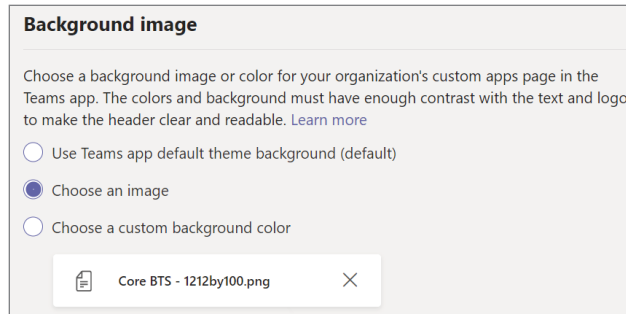 Background image
Choose a background image or color for your organization's custom apps page in the
Teams app. The colors and background must have enough contrast with the text and logo
to make the header clear and readable. Learn more
Use Teams app default theme background (default)
Choose an image
Choose a custom background color
Core BTS - 1212by100.png